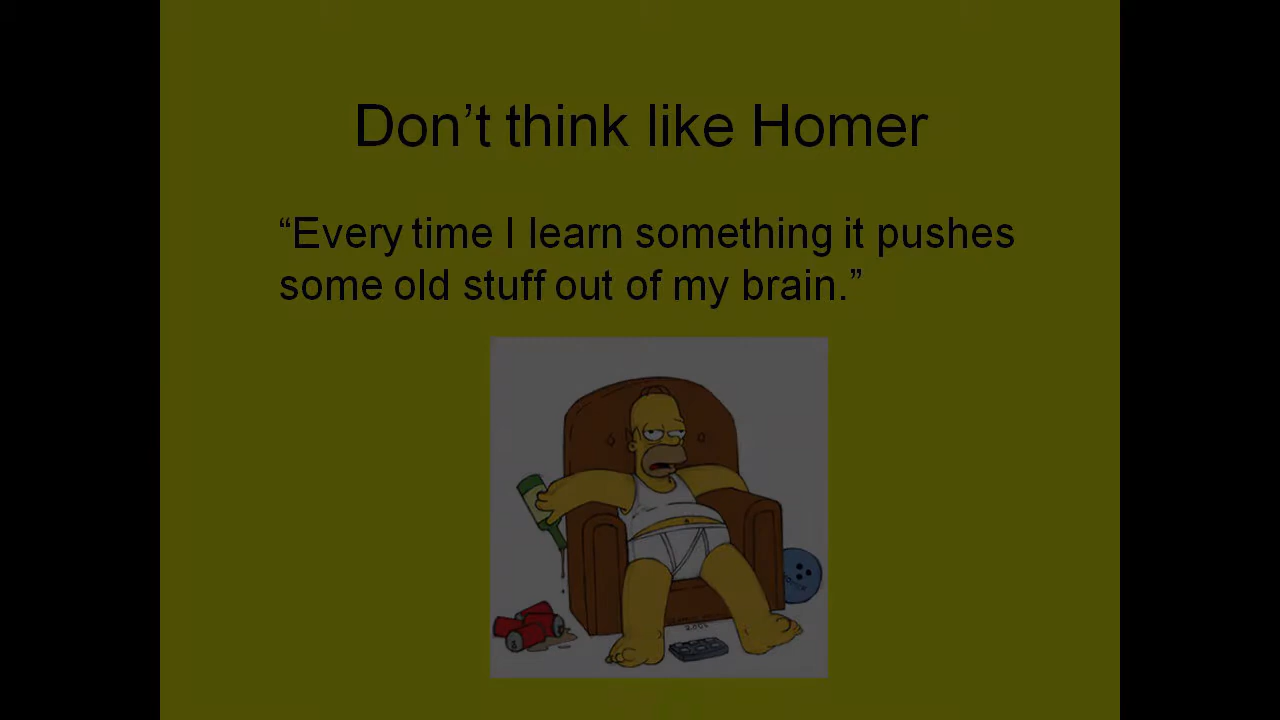 Don’t think like Homer
“Every time I learn something it pushes
some old stuff out of my brain.”